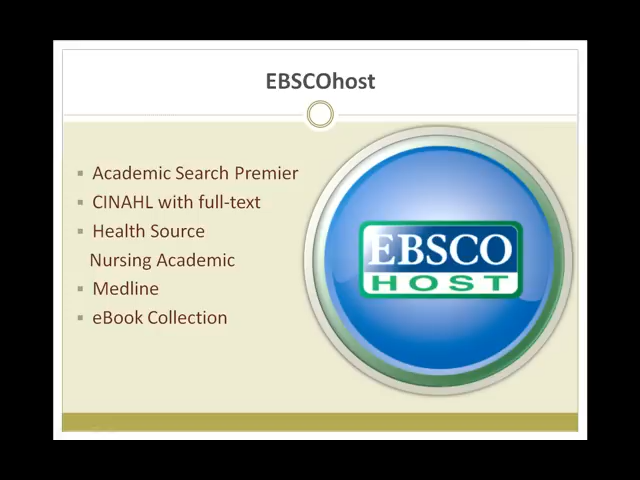 EBSCOhost
Academic Search Premier
CINAHL with full-text
Health Source
Nursing Academic
Medline
eBook Collection
EBSCO
HOST